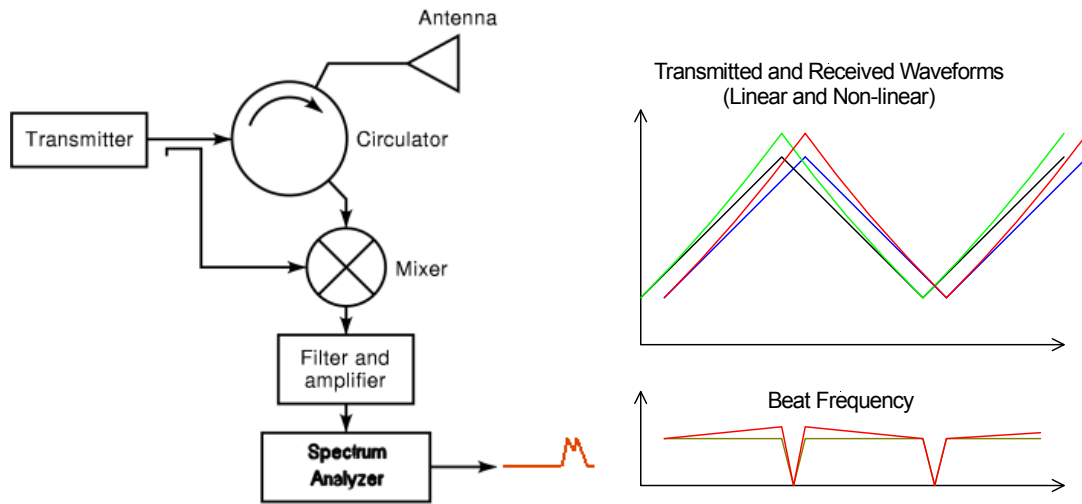 Antenna
Transmitter
Circulator
Mixer
Filter and
amplifier
Spectrum
Analyzer
Transmitted and Received Waveforms
(Linear and Non-linear)
Beat Frequency